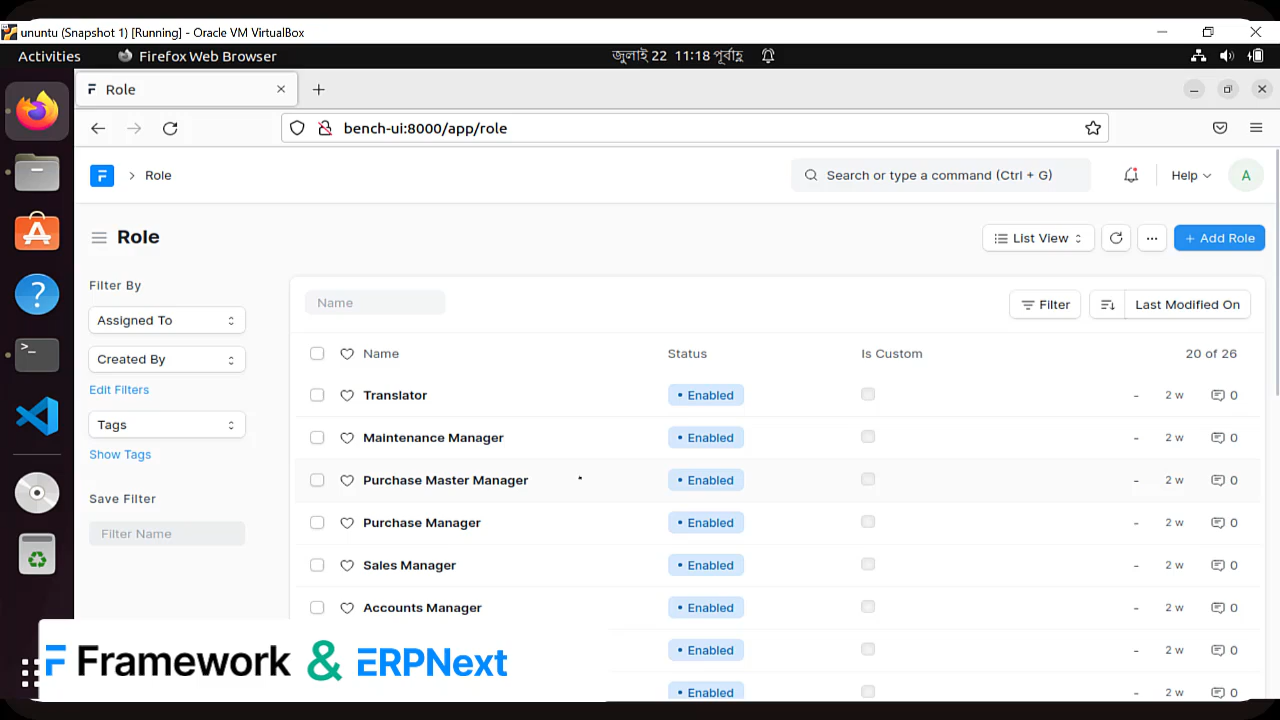 ununtu (Snapshot 1) [Running] - Oracle VM VirtualBox
Activities
Firefox Web Browser
জুলাই 22 11:18 পূর্বাহ্ণ
Role
bench-ui:8000/app/role
Role
Search or type a command (Ctrl + G)
Help
A
Role
List View
+ Add Role
Filter By
Assigned To
Created By
Edit Filters
Tags
Show Tags
Save Filter
Filter Name
Name
Filter
Last Modified On
Name Status Is Custom 20 of 26
Translator • Enabled - 2 w 0
Maintenance Manager • Enabled - 2 w 0
Purchase Master Manager • Enabled - 2 w 0
Purchase Manager • Enabled - 2 w 0
Sales Manager • Enabled - 2 w 0
Accounts Manager • Enabled - 2 w 0
• Enabled - 2 w 0
• Enabled - 2 w 0
Framework & ERPNext